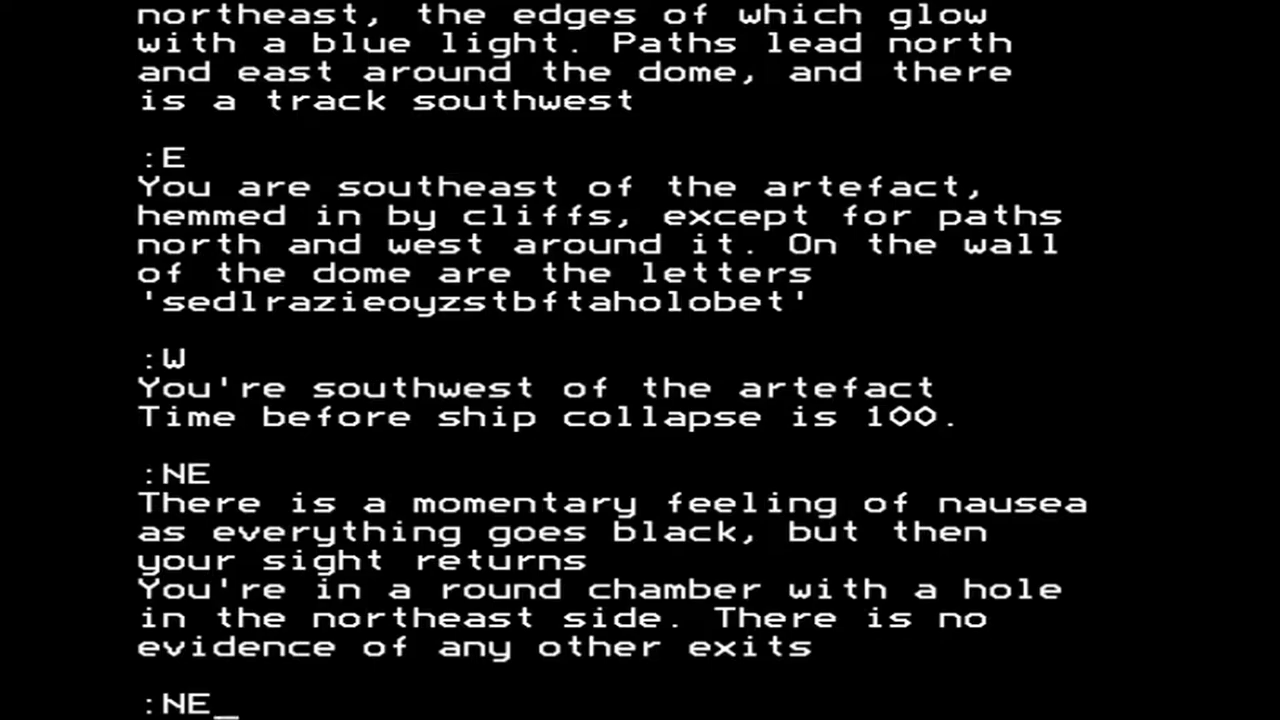 northeast, the edges of which glow
with a blue light. Paths lead north
and east around the dome, and there
is a track southwest
:E
You are southeast of the artefact,
hemmed in by cliffs, except for paths
north and west around it. On the wall
of the dome are the letters
'sedlrazieoyzstbftaholobet'
:W
You're southwest of the artefact
Time before ship collapse is 100.
:NE
There is a momentary feeling of nausea
as everything goes black, but then
your sight returns
You're in a round chamber with a hole
in the northeast side. There is no
evidence of any other exits
:NE_